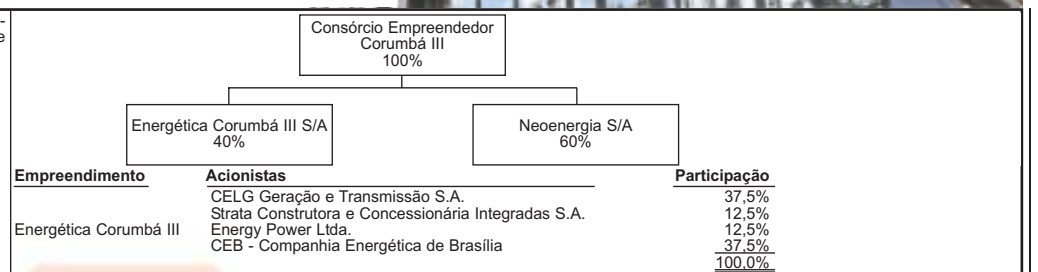 -
e
Consórcio Empreendedor
Corumbá III
100%
Energética Corumbá III S/A
40%
Neoenergia S/A
60%
Empreendimento Acionistas Participação
CELG Geração e Transmissão S.A. 37,5%
Strata Construtora e Concessionária Integradas S.A. 12,5%
Energética Corumbá III Energy Power Ltda. 12,5%
CEB - Companhia Energética de Brasília 37,5%
100,0%